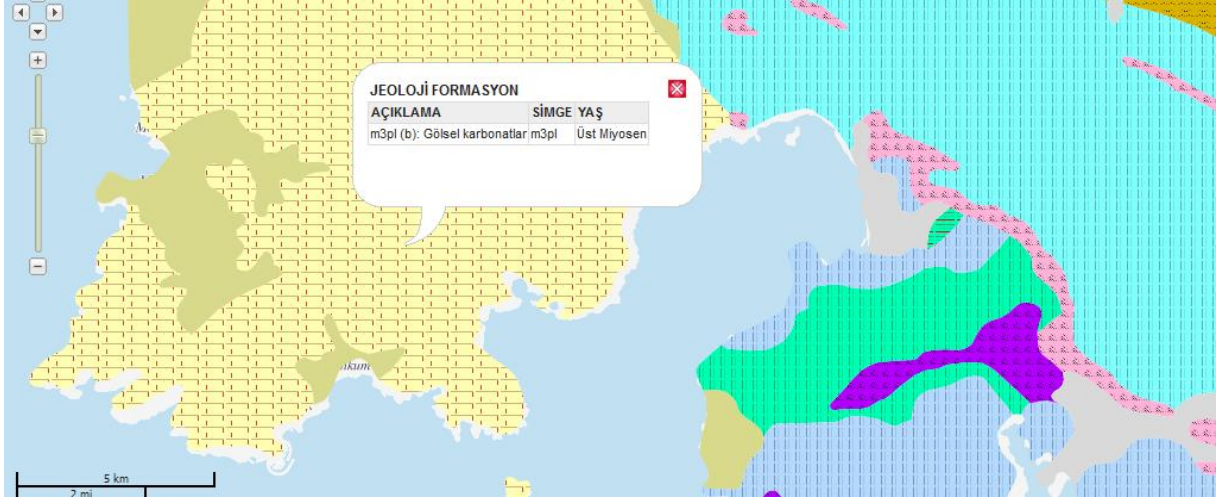 JEOLOJİ FORMASYON
AÇIKLAMA SİMGE YAŞ
m3pl (b): Gölsel karbonatlar m3pl Üst Miyosen
5 km
2 mi